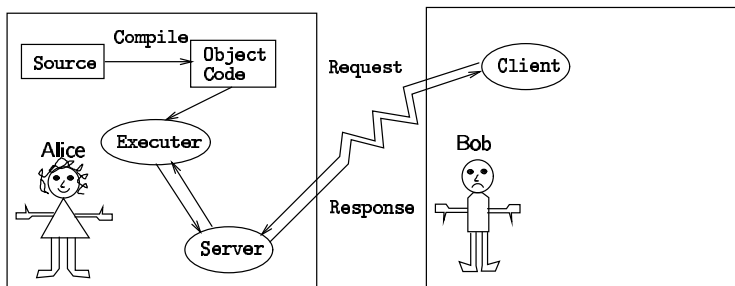 Compile
Source
Object
Code
Request
Client
Executer
Alice
Bob
Response
Server